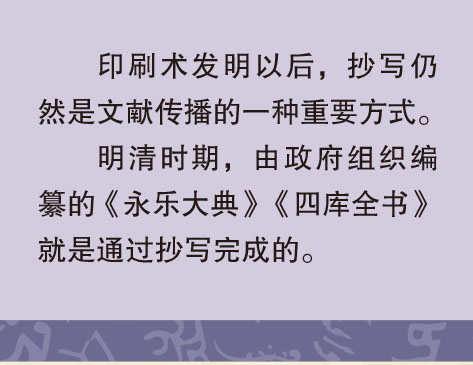 印刷术发明以后，抄写仍
然是文献传播的一种重要方式。
明清时期，由政府组织编
纂的《永乐大典》《四库全书》
就是通过抄写完成的。